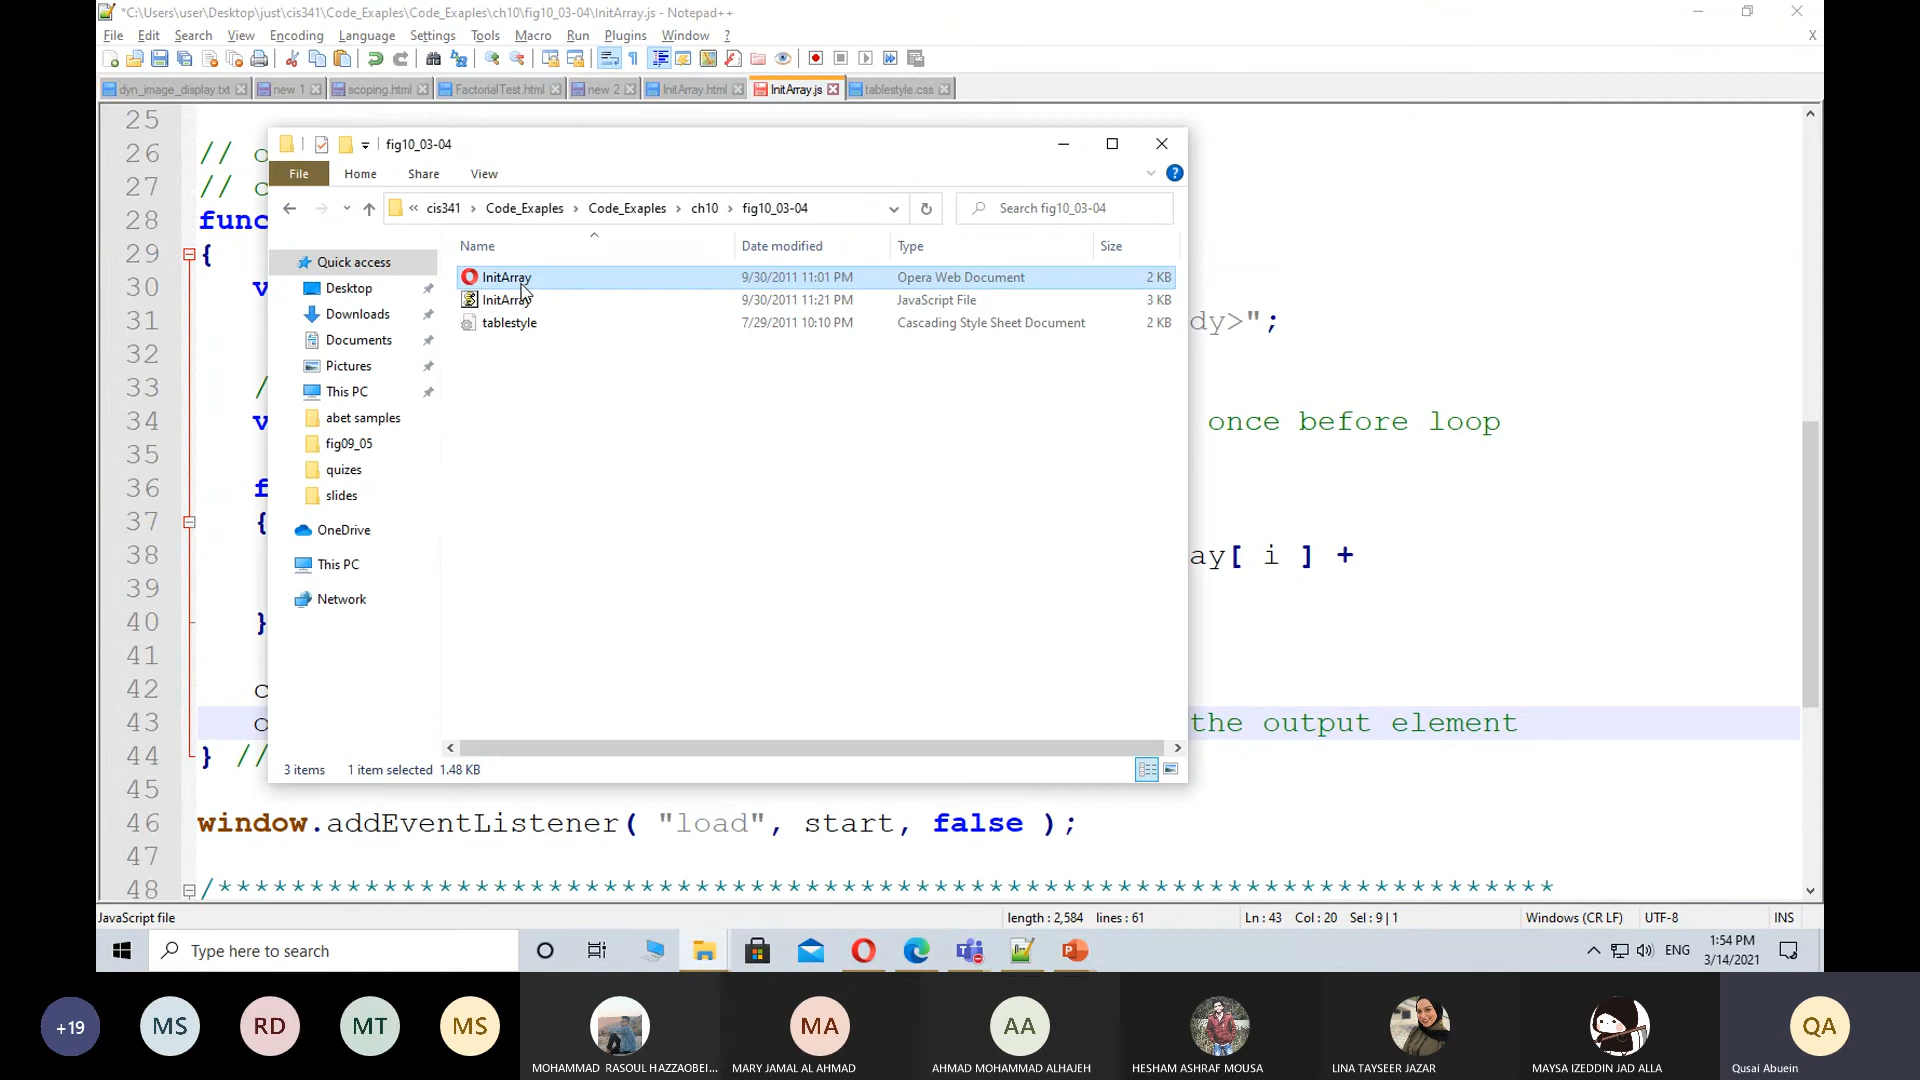 *C:\Users\user\Desktop\just\cis341\Code_Exaples\Code_Exaples\ch10\fig10_03-04\InitArray.js - Notepad++
File Edit Search View Encoding Language Settings Tools Macro Run Plugins Window ? X
dyn_image_display.txt new 1 scoping.html FactorialTest.html new 2 InitArray.html InitArray.js tablestyle.css
25
26 // o
27 // c
28 func
29 {
30 v
31 dy>";
32
33 /
34 v once before loop
35
36 f
37 {
38 ay[ i ] +
39
40 }
41
42 c
43 o the output element
44 } //
45
46 window.addEventListener( "load", start, false );
47
48 /*************************************************************************
fig10_03-04
File Home Share View
« cis341 › Code_Exaples › Code_Exaples › ch10 › fig10_03-04 Search fig10_03-04
Name Date modified Type Size
InitArray 9/30/2011 11:01 PM Opera Web Document 2 KB
InitArray 9/30/2011 11:21 PM JavaScript File 3 KB
tablestyle 7/29/2011 10:10 PM Cascading Style Sheet Document 2 KB
Quick access
Desktop
Downloads
Documents
Pictures
This PC
abet samples
fig09_05
quizes
slides
OneDrive
This PC
Network
3 items 1 item selected 1.48 KB
JavaScript file length : 2,584 lines : 61 Ln : 43 Col : 20 Sel : 9 | 1 Windows (CR LF) UTF-8 INS
Type here to search ENG 1:54 PM
3/14/2021
+19 MS RD MT MS MA AA QA
MOHAMMAD RASOUL HAZZAOBEI... MARY JAMAL AL AHMAD AHMAD MOHAMMAD ALHAJEH HESHAM ASHRAF MOUSA LINA TAYSEER JAZAR MAYSA IZEDDIN JAD ALLA Qusai Abuein